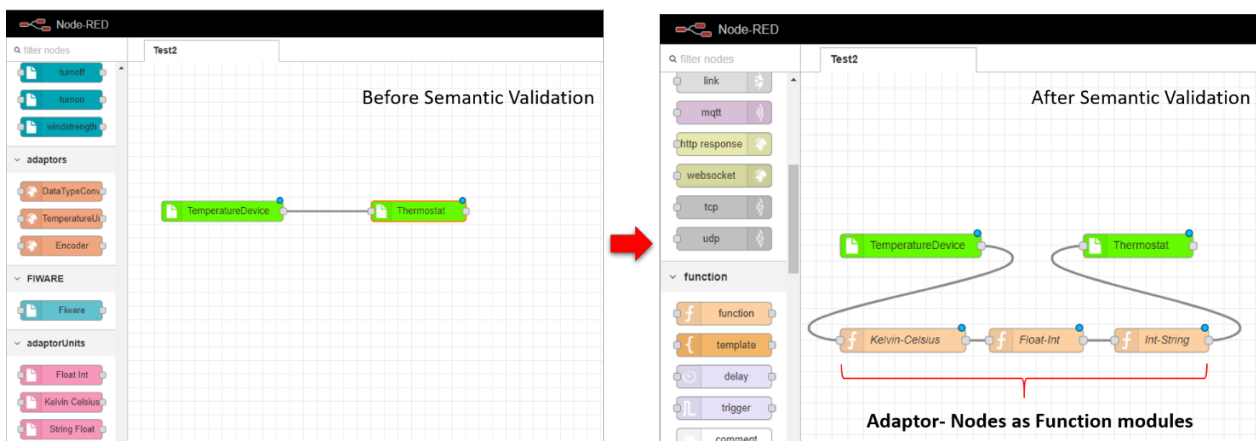 Node-RED
filter nodes
Test2
turnoff
turnon
windstrength
adaptors
DataTypeConv
TemperatureU
Encoder
FIWARE
Fiware
adaptorUnits
Float Int
Kelvin Celsius
String Float
Before Semantic Validation
TemperatureDevice
Thermostat
Node-RED
filter nodes
Test2
link
mqtt
http response
websocket
tcp
udp
function
function
template
delay
trigger
comment
After Semantic Validation
TemperatureDevice
Thermostat
Kelvin-Celsius
Float-Int
Int-String
Adaptor- Nodes as Function modules